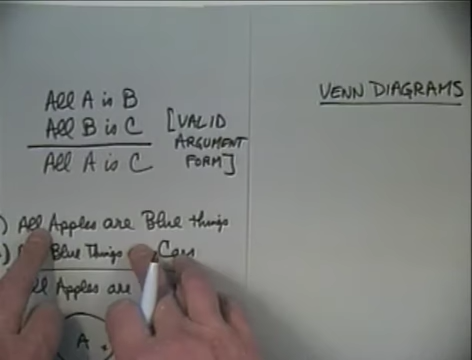 All A is B
All B is C
All A is C
[VALID
ARGUMENT
FORM]
VENN DIAGRAMS
) All Apples are Blue things
) Blue Things Cars
All Apples are
A